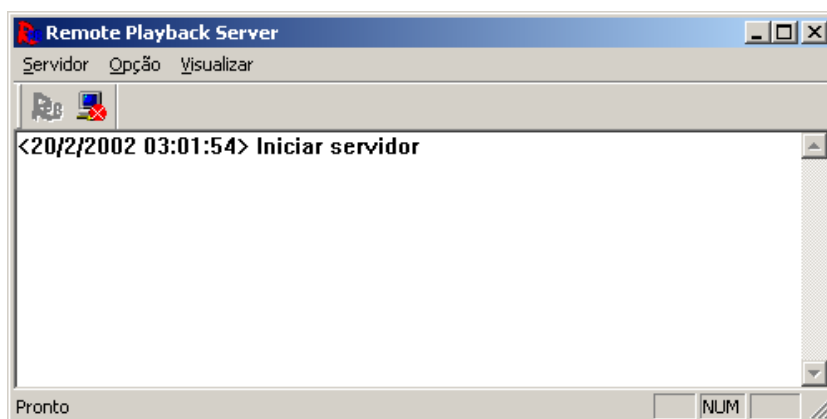 Remote Playback Server
Servidor Opção Visualizar
<20/2/2002 03:01:54> Iniciar servidor
Pronto NUM